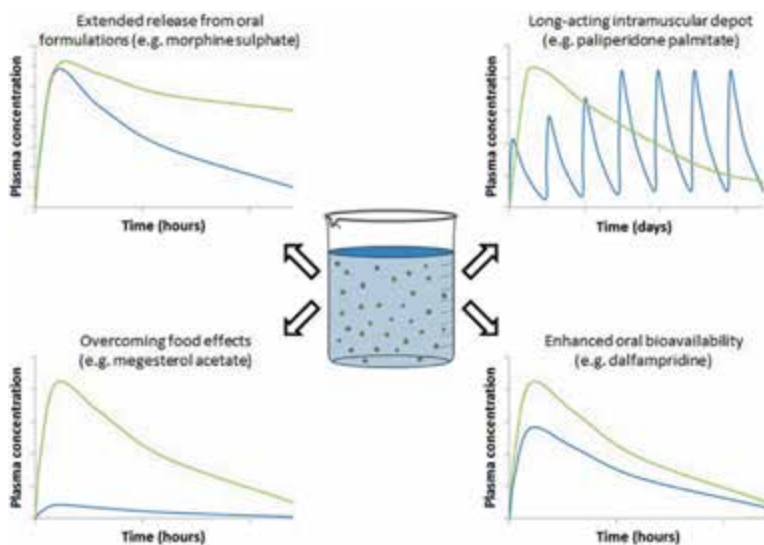 Extended release from oral
formulations (e.g. morphine sulphate)
Plasma concentration
Time (hours)
Long-acting intramuscular depot
(e.g. paliperidone palmitate)
Plasma concentration
Time (days)
Overcoming food effects
(e.g. megesterol acetate)
Plasma concentration
Time (hours)
Enhanced oral bioavailability
(e.g. dalfampridine)
Plasma concentration
Time (hours)